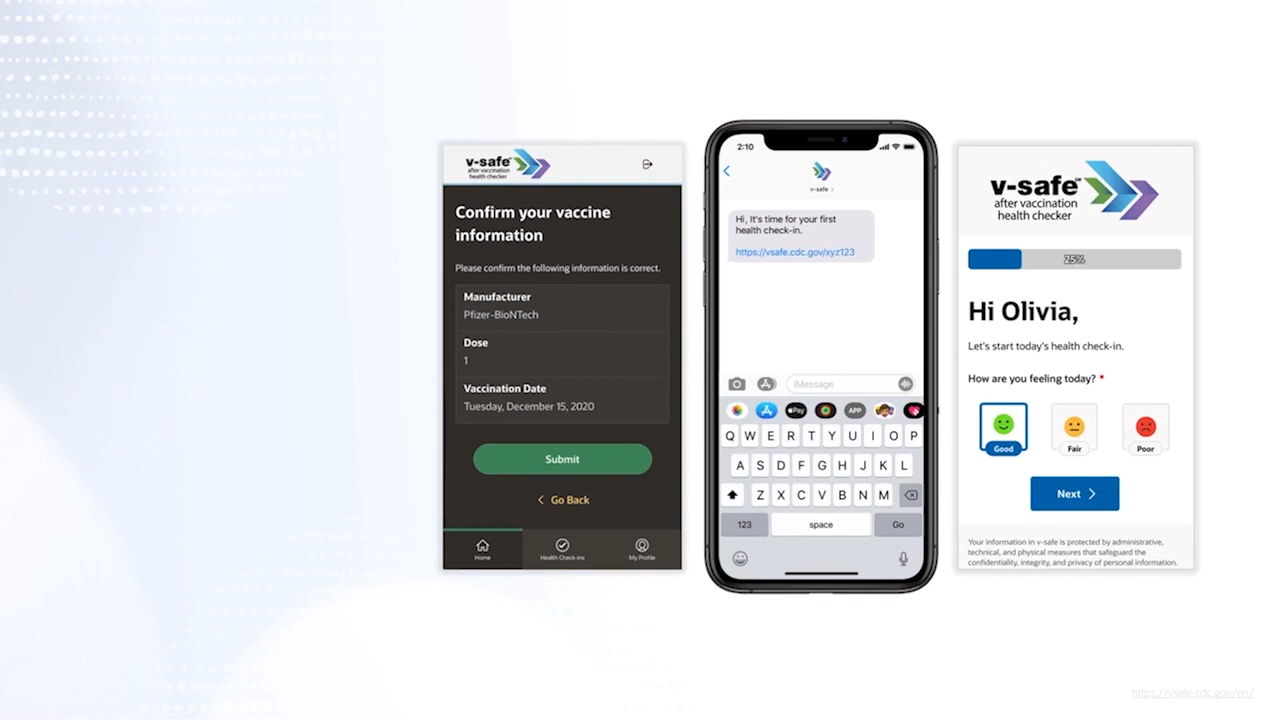 v-safe℠
after vaccination
health checker
Confirm your vaccine
information
Please confirm the following information is correct.
Manufacturer
Pfizer-BioNTech
Dose
1
Vaccination Date
Tuesday, December 15, 2020
Submit
Go Back
Home
Health Check-ins
My Profile
2:10
v-safe
Hi, It's time for your first
health check-in.
https://vsafe.cdc.gov/xyz123
iMessage
Pay
APP
Q W E R T Y U I O P
A S D F G H J K L
Z X C V B N M
123
space
Go
v-safe℠
after vaccination
health checker
25%
Hi Olivia,
Let's start today's health check-in.
How are you feeling today? *
Good
Fair
Poor
Next
Your information in v-safe is protected by administrative,
technical, and physical measures that safeguard the
confidentiality, integrity, and privacy of personal information.
https://vsafe.cdc.gov/en/